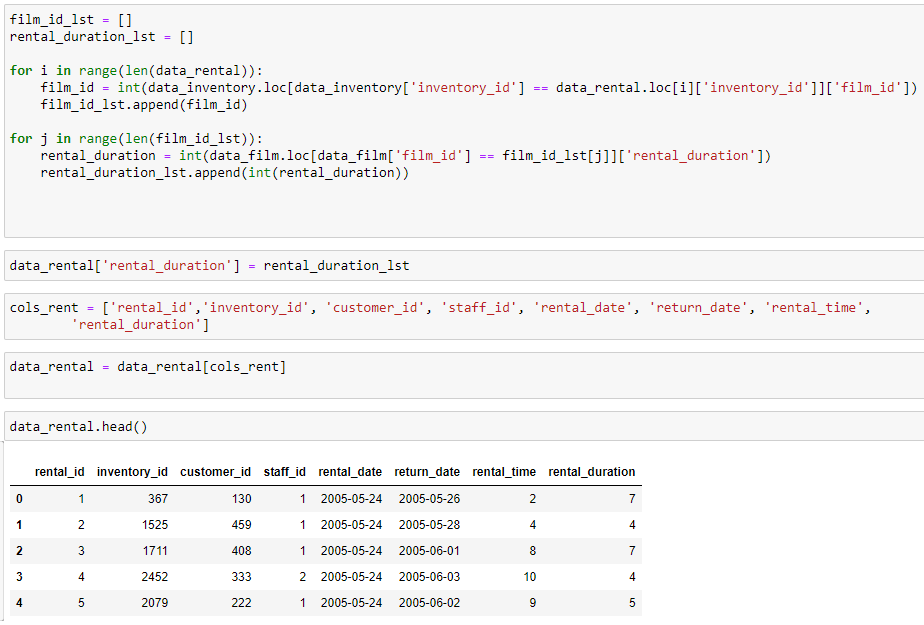 film_id_lst = []
rental_duration_lst = []
for i in range(len(data_rental)):
    film_id = int(data_inventory.loc[data_inventory['inventory_id'] == data_rental.loc[i]['inventory_id']]['film_id'])
    film_id_lst.append(film_id)
for j in range(len(film_id_lst)):
    rental_duration = int(data_film.loc[data_film['film_id'] == film_id_lst[j]]['rental_duration'])
    rental_duration_lst.append(int(rental_duration))
data_rental['rental_duration'] = rental_duration_lst
cols_rent = ['rental_id','inventory_id', 'customer_id', 'staff_id', 'rental_date', 'return_date', 'rental_time',
        'rental_duration']
data_rental = data_rental[cols_rent]
data_rental.head()
rental_id inventory_id customer_id staff_id rental_date return_date rental_time rental_duration
0 1 367 130 1 2005-05-24 2005-05-26 2 7
1 2 1525 459 1 2005-05-24 2005-05-28 4 4
2 3 1711 408 1 2005-05-24 2005-06-01 8 7
3 4 2452 333 2 2005-05-24 2005-06-03 10 4
4 5 2079 222 1 2005-05-24 2005-06-02 9 5